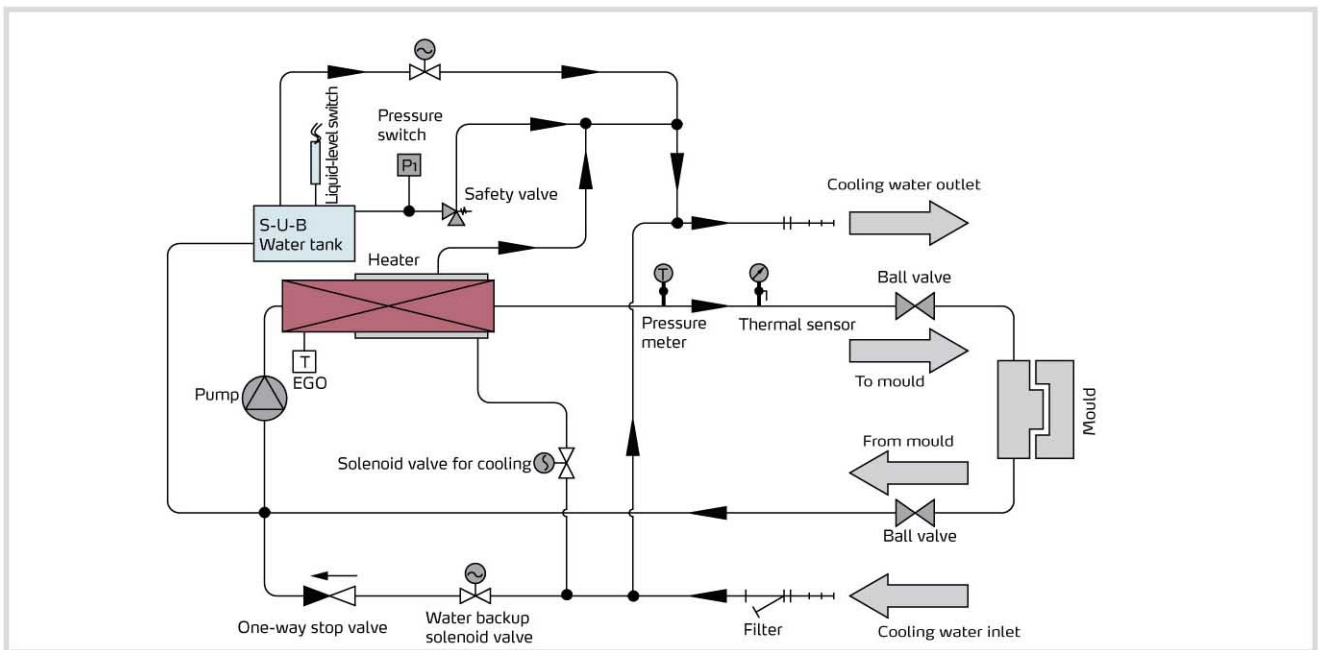 Liquid-level switch
Pressure
switch
P1
Safety valve
Cooling water outlet
S-U-B
Water tank
Heater
T
Ball valve
Pressure
meter
Thermal sensor
T
EGO
To mould
Pump
Mould
From mould
Solenoid valve for cooling
S
Ball valve
One-way stop valve
Water backup
solenoid valve
Filter
Cooling water inlet